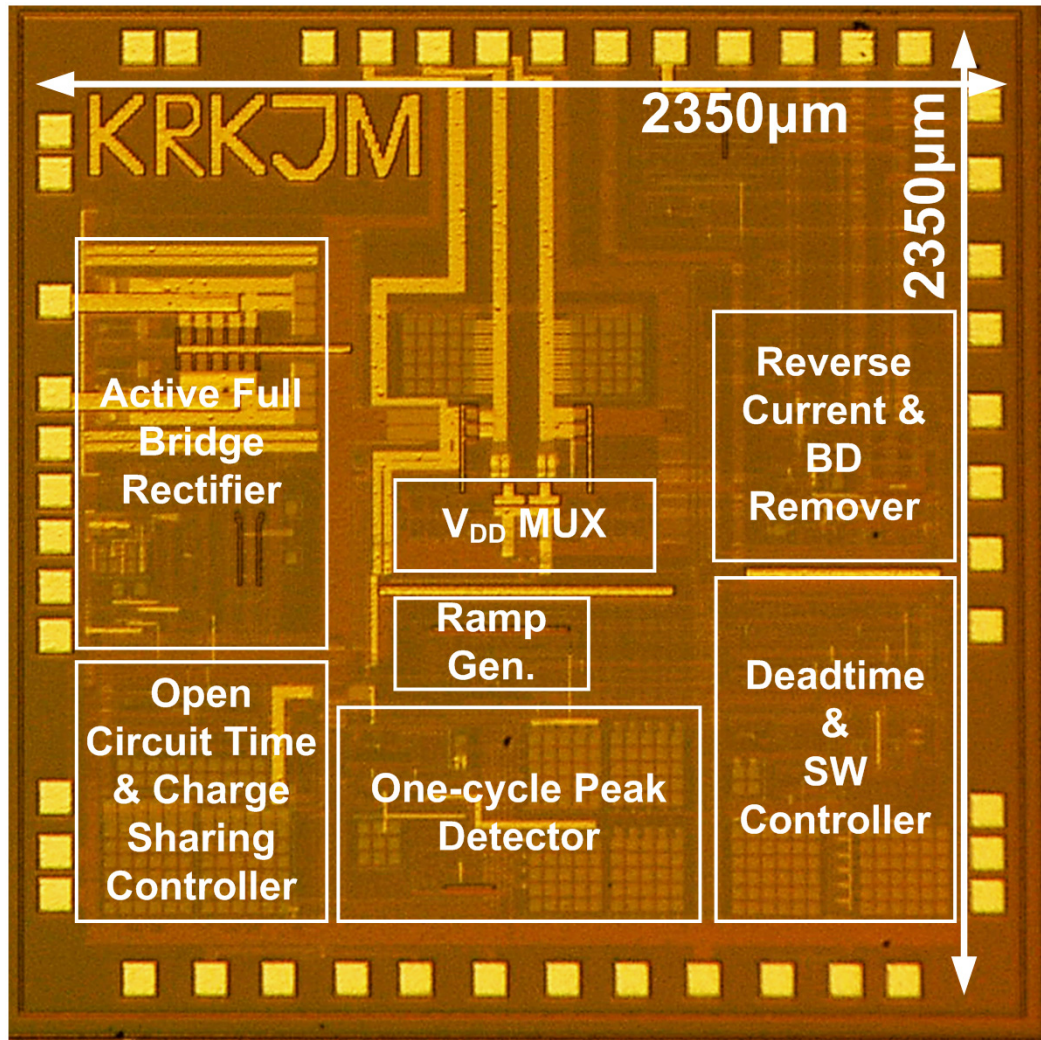 2350µm
2350µm
KRKJM
Active Full
Bridge
Rectifier
Reverse
Current &
BD
Remover
VDD MUX
Ramp
Gen.
Open
Circuit Time
& Charge
Sharing
Controller
One-cycle Peak
Detector
Deadtime
&
SW
Controller